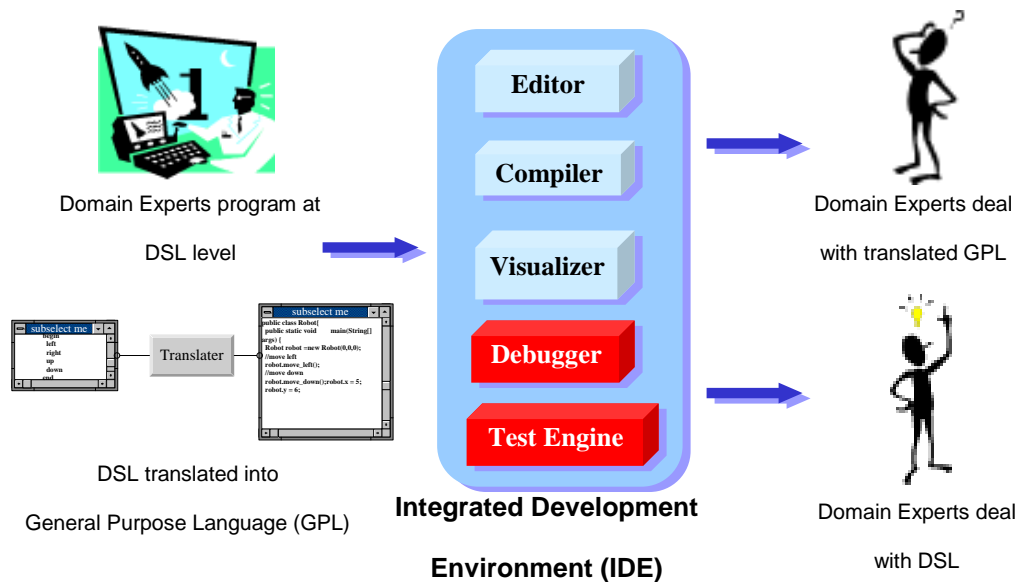 Domain Experts program at
DSL level
subselect me
begin
left
right
up
down
end
Translater
subselect me
public class Robot{
public static void main(String[]
args) {
Robot robot =new Robot(0,0,0);
//move left
robot.move_left();
//move down
robot.move_down();robot.x = 5;
robot.y = 6;
DSL translated into
General Purpose Language (GPL)
Editor
Compiler
Visualizer
Debugger
Test Engine
Integrated Development
Environment (IDE)
?
Domain Experts deal
with translated GPL
Domain Experts deal
with DSL